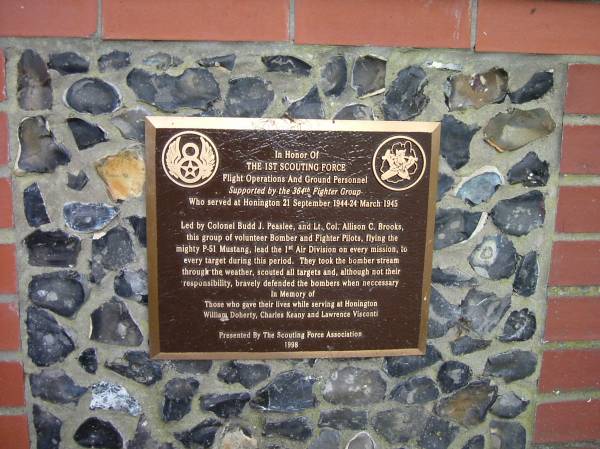 In Honor Of
THE 1ST SCOUTING FORCE
Flight Operations And Ground Personnel
Supported by the 364th Fighter Group
Who served at Honington 21 September 1944-24 March 1945
Led by Colonel Budd J. Peaslee, and Lt. Col. Allison C. Brooks,
this group of volunteer Bomber and Fighter Pilots, flying the
mighty P-51 Mustang, lead the 1st Air Division on every mission, to
every target during this period. They took the bomber stream
through the weather, scouted all targets and, although not their
responsibility, bravely defended the bombers when neccessary
In Memory of
Those who gave their lives while serving at Honington
William Doherty, Charles Keany and Lawrence Visconti
Presented By The Scouting Force Association
1998